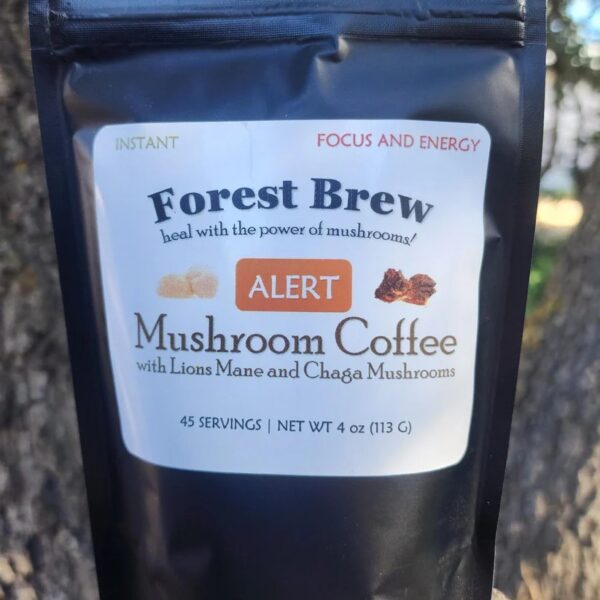 INSTANT
FOCUS AND ENERGY
Forest Brew
heal with the power of mushrooms!
ALERT
Mushroom Coffee
with Lions Mane and Chaga Mushrooms
45 SERVINGS | NET WT 4 oz (113 G)